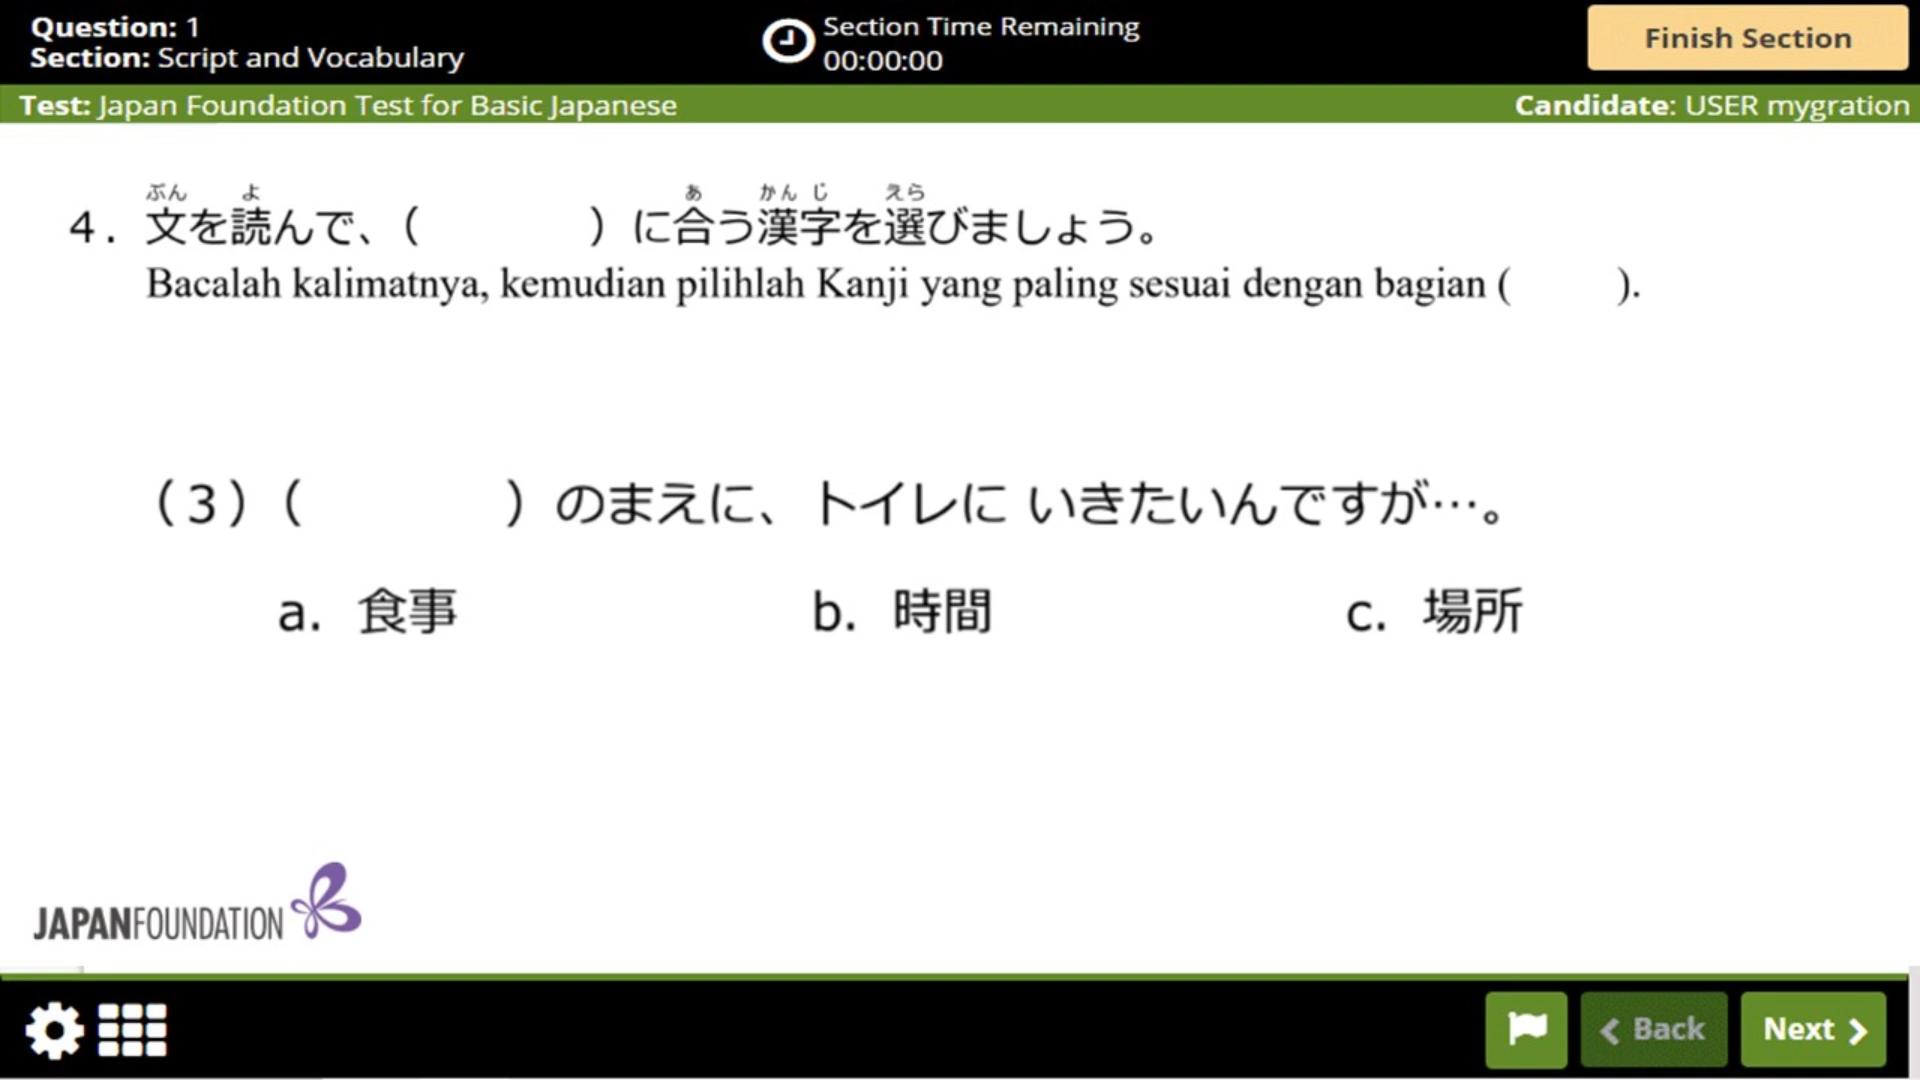 Question: 1
Section: Script and Vocabulary
Section Time Remaining
00:00:00
Finish Section
Test: Japan Foundation Test for Basic Japanese
Candidate: USER mygration
ぶん よ あ かん じ えら
4. 文を読んで、( )に合う漢字を選びましょう。
Bacalah kalimatnya, kemudian pilihlah Kanji yang paling sesuai dengan bagian ( ).
(3) ( )のまえに、トイレに いきたいんですが…。
a. 食事 b. 時間 c. 場所
JAPANFOUNDATION
Back
Next